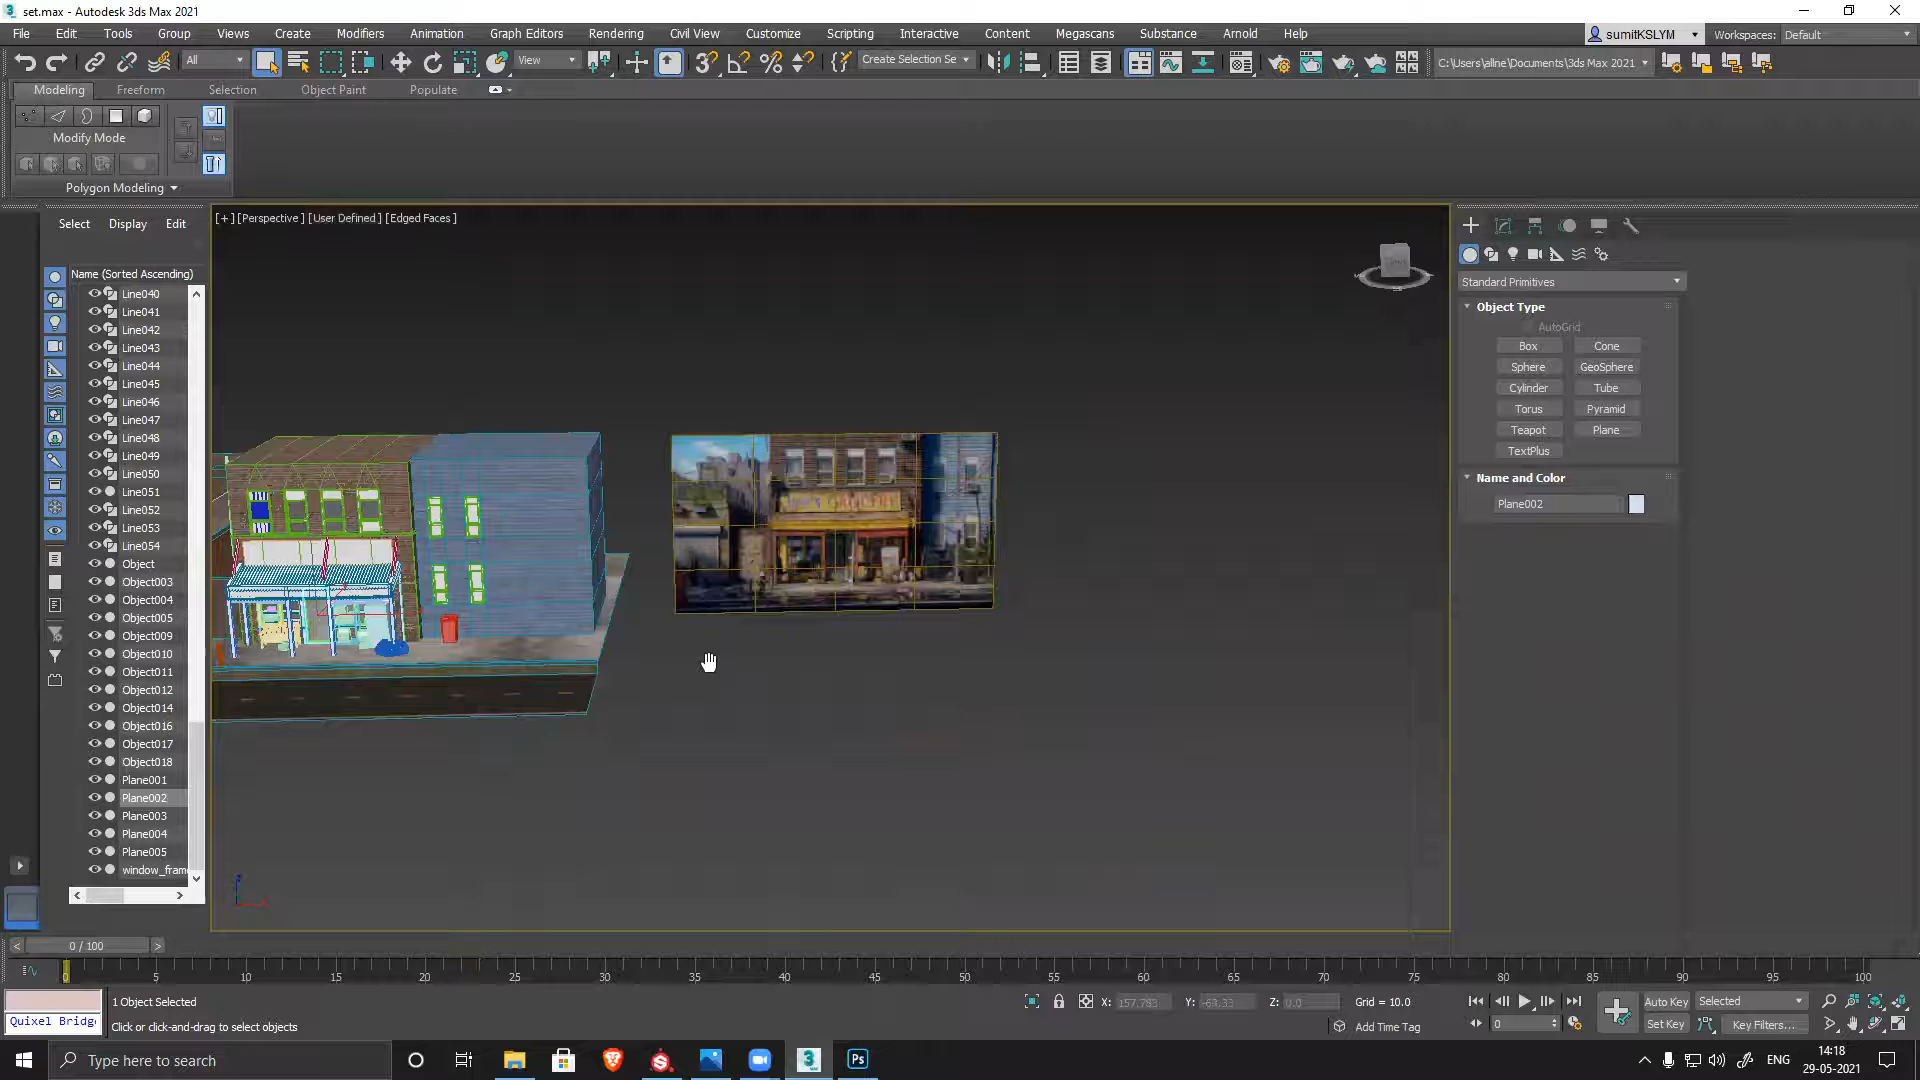 set.max - Autodesk 3ds Max 2021
File Edit Tools Group Views Create Modifiers Animation Graph Editors Rendering Civil View Customize Scripting Interactive Content Megascans Substance Arnold Help
sumitKSLYM Workspaces: Default
All View Create Selection Se C:\Users\allne\Documents\3ds Max 2021
Modeling Freeform Selection Object Paint Populate
Modify Mode
Polygon Modeling
Select Display Edit
[+] [Perspective] [User Defined] [Edged Faces]
Name (Sorted Ascending)
Line040
Line041
Line042
Line043
Line044
Line045
Line046
Line047
Line048
Line049
Line050
Line051
Line052
Line053
Line054
Object
Object003
Object004
Object005
Object009
Object010
Object011
Object012
Object014
Object016
Object017
Object018
Plane001
Plane002
Plane003
Plane004
Plane005
window_fram
Standard Primitives
Object Type
AutoGrid
Box Cone
Sphere GeoSphere
Cylinder Tube
Torus Pyramid
Teapot Plane
TextPlus
Name and Color
Plane002
0 / 100
0 5 10 15 20 25 30 35 40 45 50 55 60 65 70 75 80 85 90 95 100
1 Object Selected
X: 157.783 Y: -63.33 Z: 0.0 Grid = 10.0
Auto Key Selected
Quixel Bridg
Click or click-and-drag to select objects
Add Time Tag
0
Set Key Key Filters...
Type here to search
ENG
14:18
29-05-2021